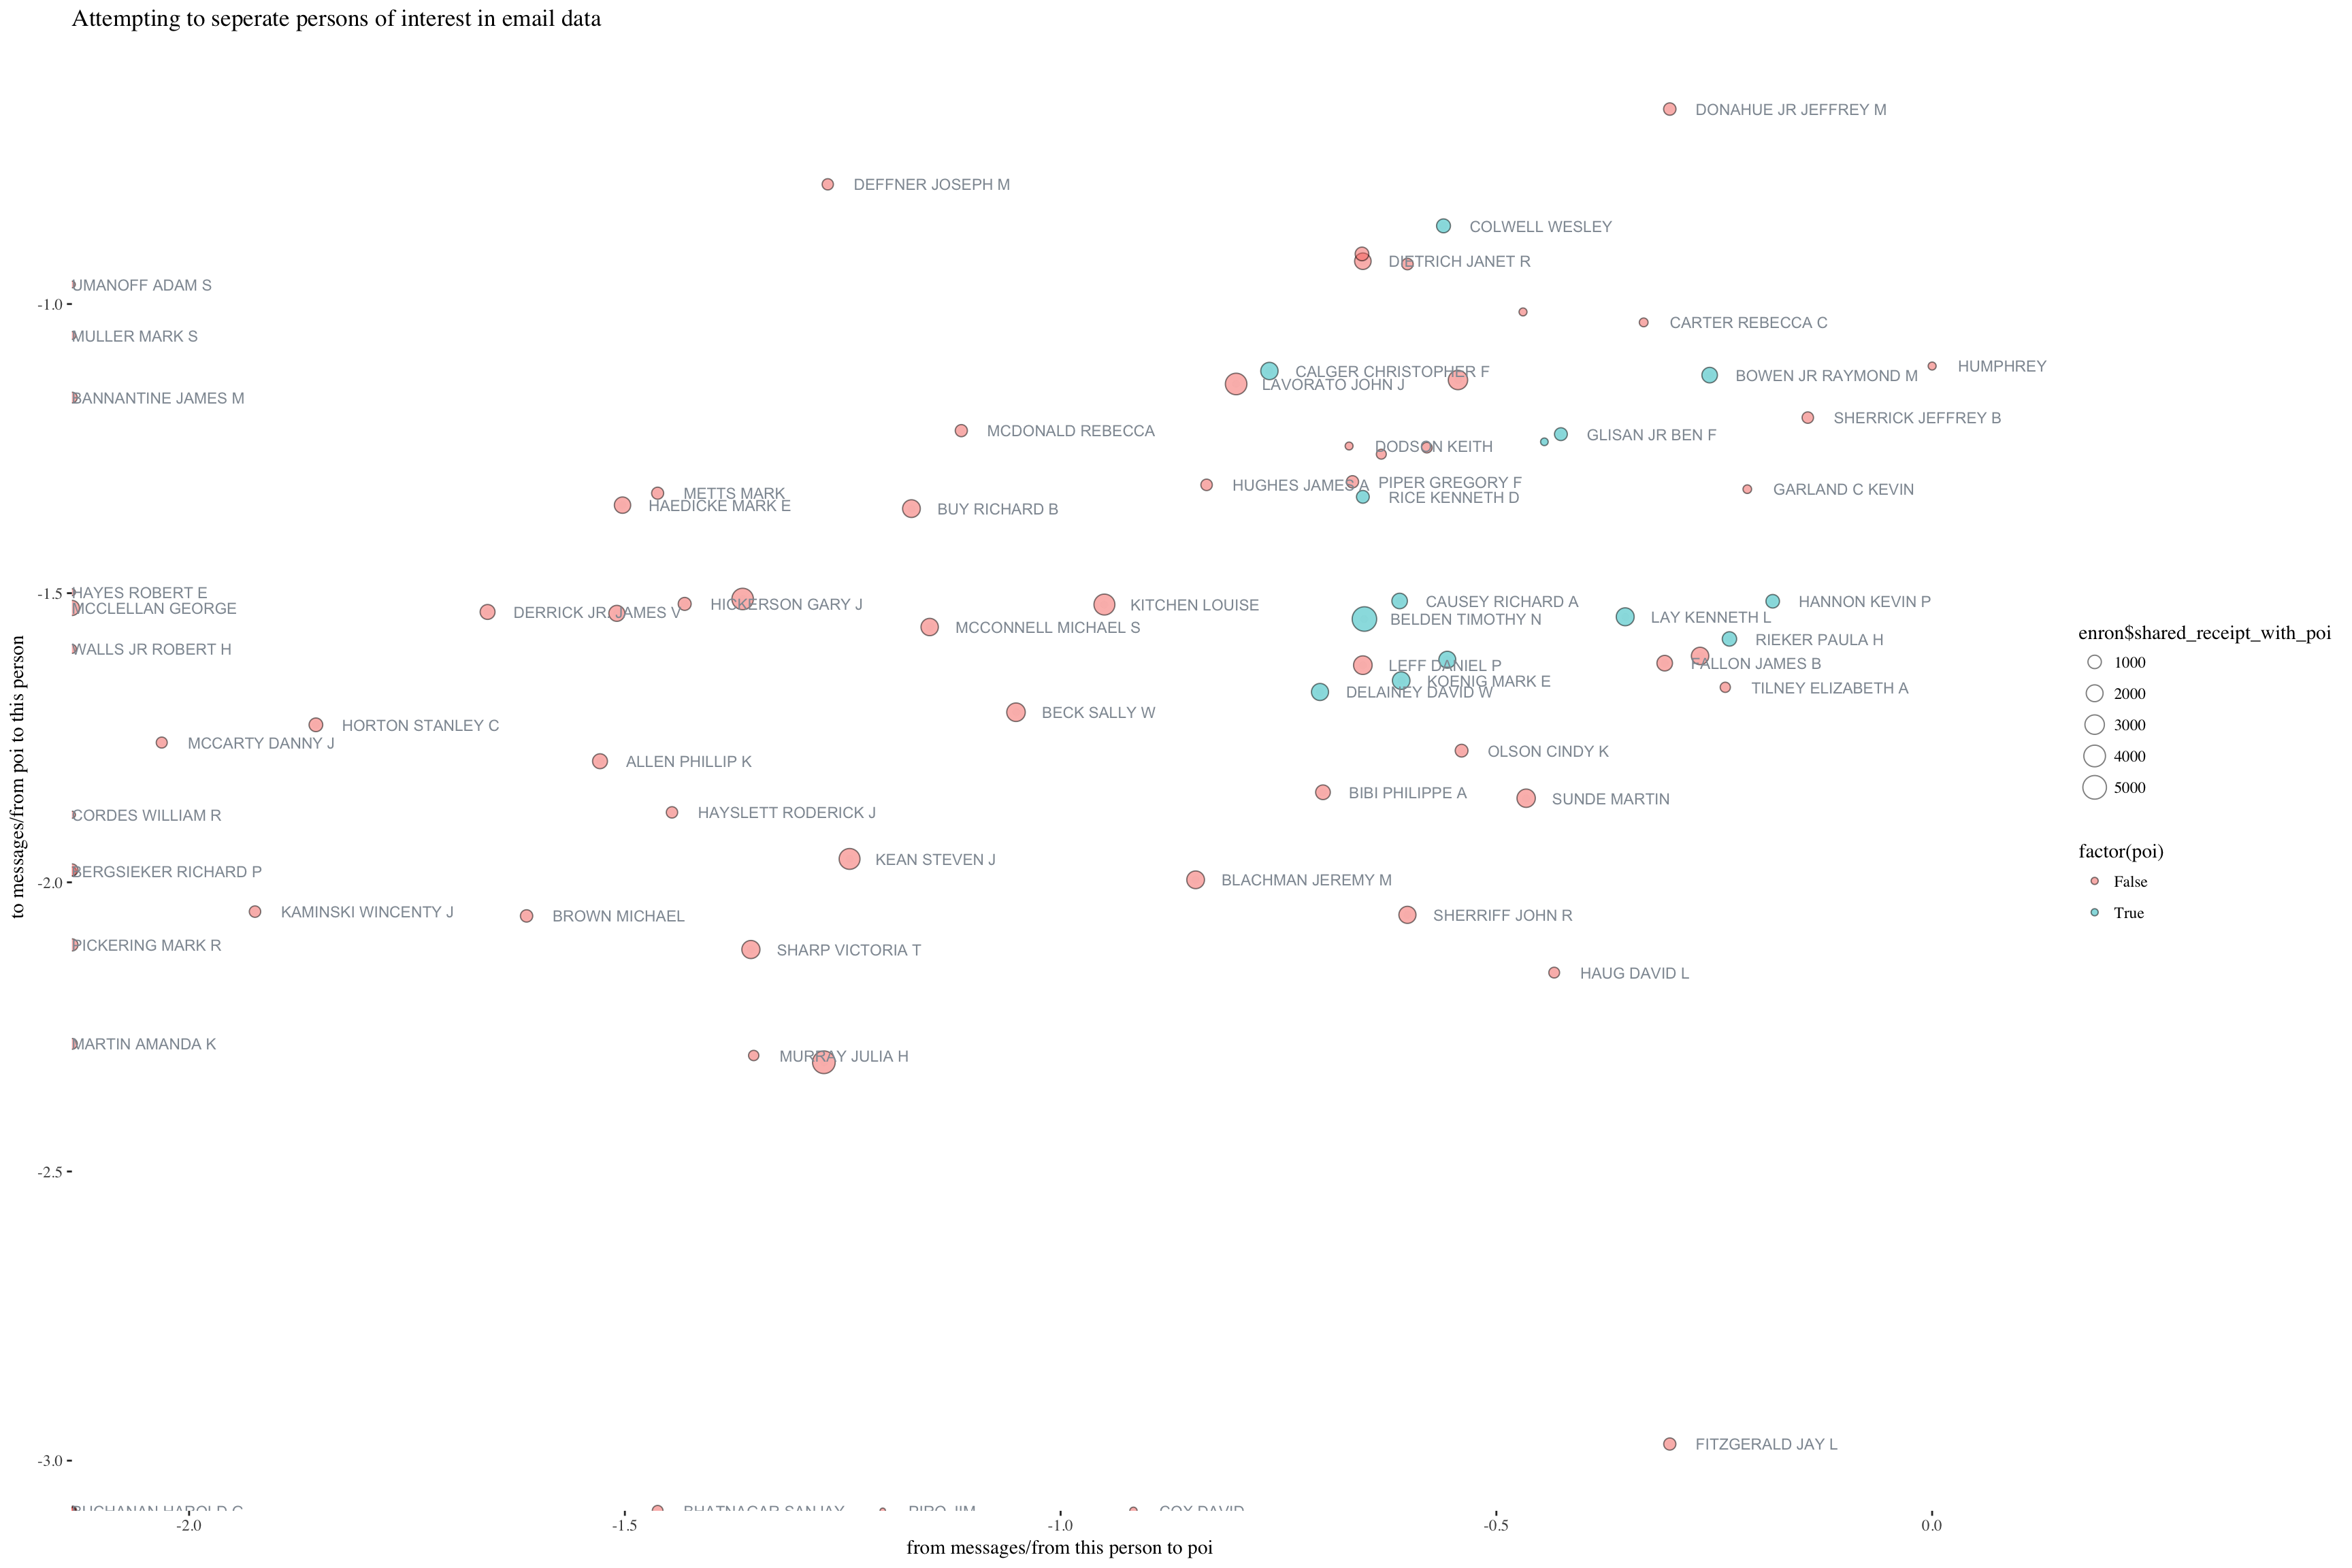 Attempting to seperate persons of interest in email data
DONAHUE JR JEFFREY M
DEFFNER JOSEPH M
COLWELL WESLEY
DIETRICH JANET R
UMANOFF ADAM S
-1.0
CARTER REBECCA C
MULLER MARK S
HUMPHREY
CALGER CHRISTOPHER F
BOWEN JR RAYMOND M
LAVORATO JOHN J
BANNANTINE JAMES M
SHERRICK JEFFREY B
MCDONALD REBECCA
GLISAN JR BEN F
DODSON KEITH
PIPER GREGORY F
HUGHES JAMES A
GARLAND C KEVIN
METTS MARK
RICE KENNETH D
HAEDICKE MARK E
BUY RICHARD B
-1.5
HAYES ROBERT E
CAUSEY RICHARD A
HANNON KEVIN P
HICKERSON GARY J
KITCHEN LOUISE
MCCLELLAN GEORGE
DERRICK JR. JAMES V
LAY KENNETH L
BELDEN TIMOTHY N
MCCONNELL MICHAEL S
RIEKER PAULA H
WALLS JR ROBERT H
FALLON JAMES B
LEFF DANIEL P
KOENIG MARK E
TILNEY ELIZABETH A
DELAINEY DAVID W
BECK SALLY W
HORTON STANLEY C
MCCARTY DANNY J
OLSON CINDY K
ALLEN PHILLIP K
BIBI PHILIPPE A
SUNDE MARTIN
HAYSLETT RODERICK J
CORDES WILLIAM R
KEAN STEVEN J
BERGSIEKER RICHARD P
BLACHMAN JEREMY M
-2.0
KAMINSKI WINCENTY J
SHERRIFF JOHN R
BROWN MICHAEL
PICKERING MARK R
SHARP VICTORIA T
HAUG DAVID L
MARTIN AMANDA K
MURRAY JULIA H
-2.5
FITZGERALD JAY L
-3.0
BUCHANAN HAROLD G
BHATNAGAR SANJAY
PIRO JIM
COX DAVID
-2.0
-1.5
-1.0
-0.5
0.0
from messages/from this person to poi
to messages/from poi to this person
enron$shared_receipt_with_poi
1000
2000
3000
4000
5000
factor(poi)
False
True